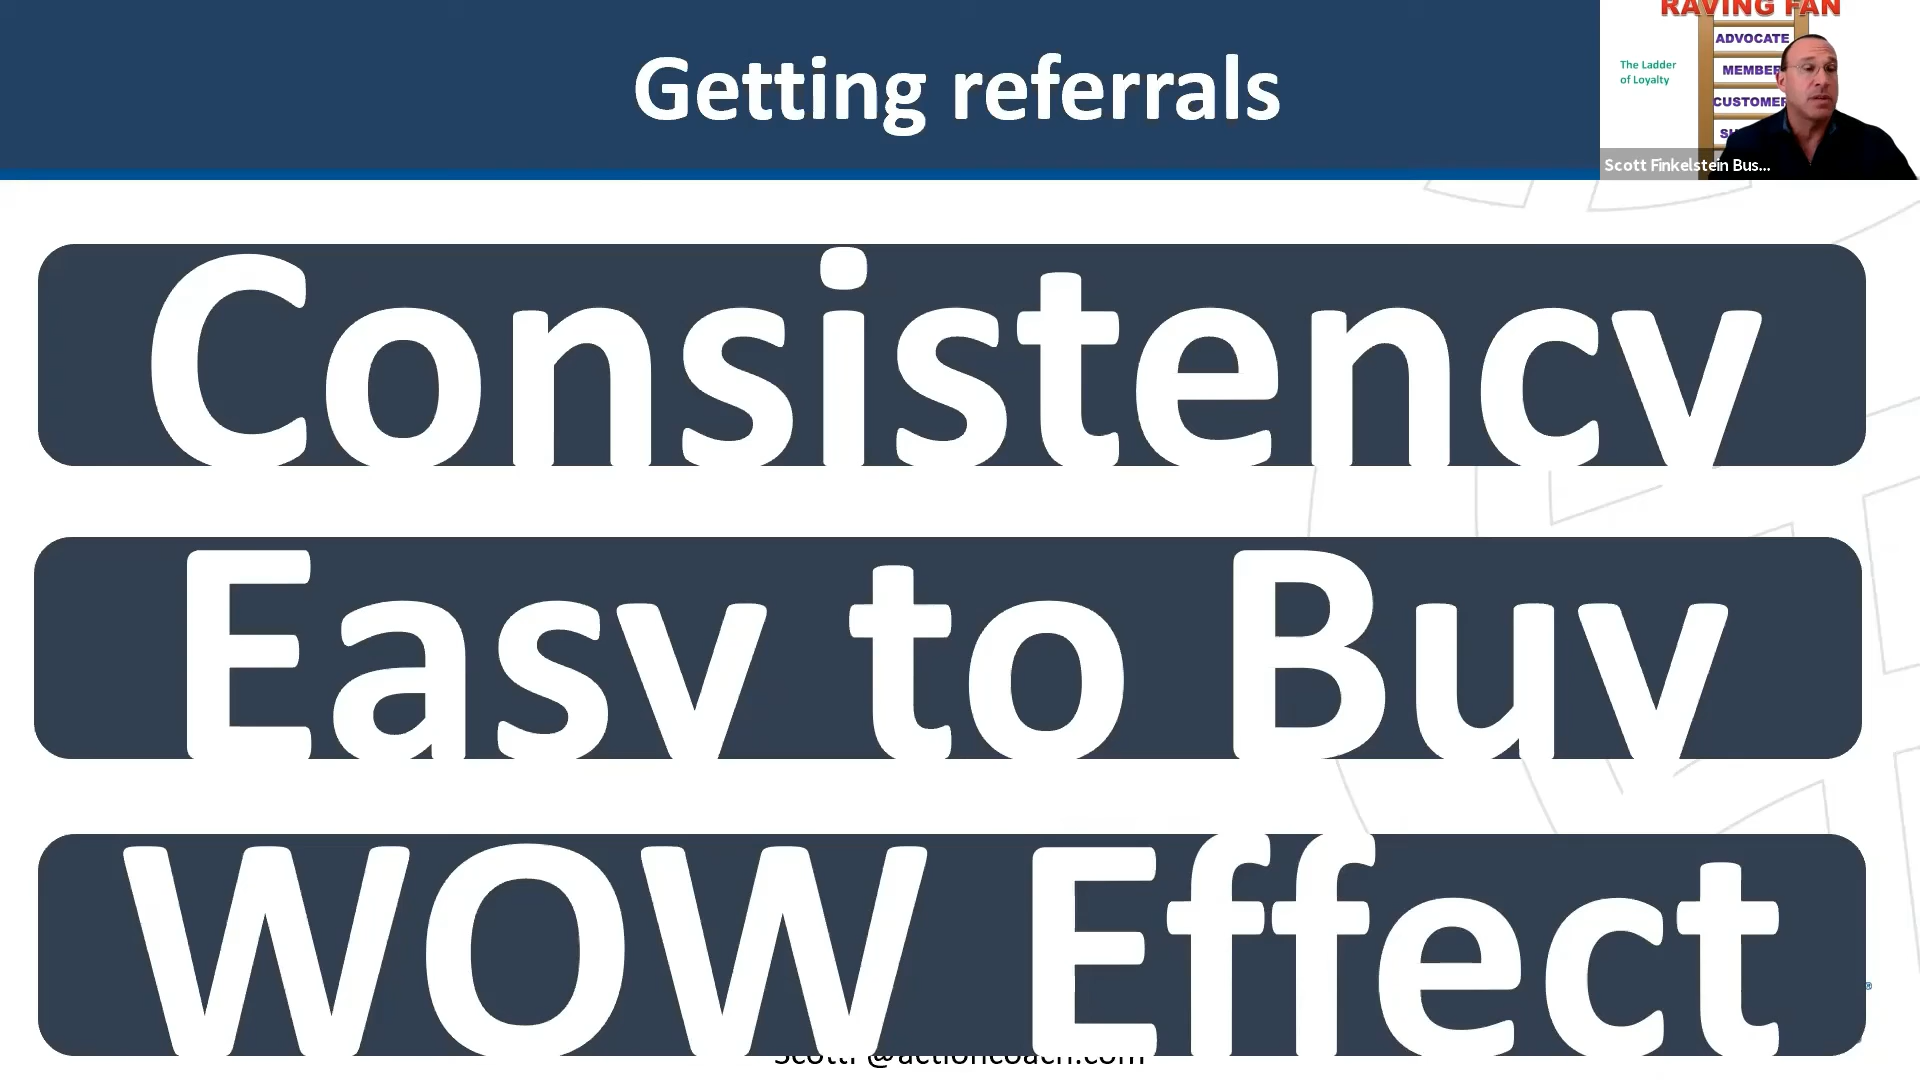 Getting referrals
RAVING FAN
ADVOCATE
The Ladder
of Loyalty
MEMBER
CUSTOMER
Scott Finkelstein Bus...
Consistency
Easy to Buy
WOW Effect